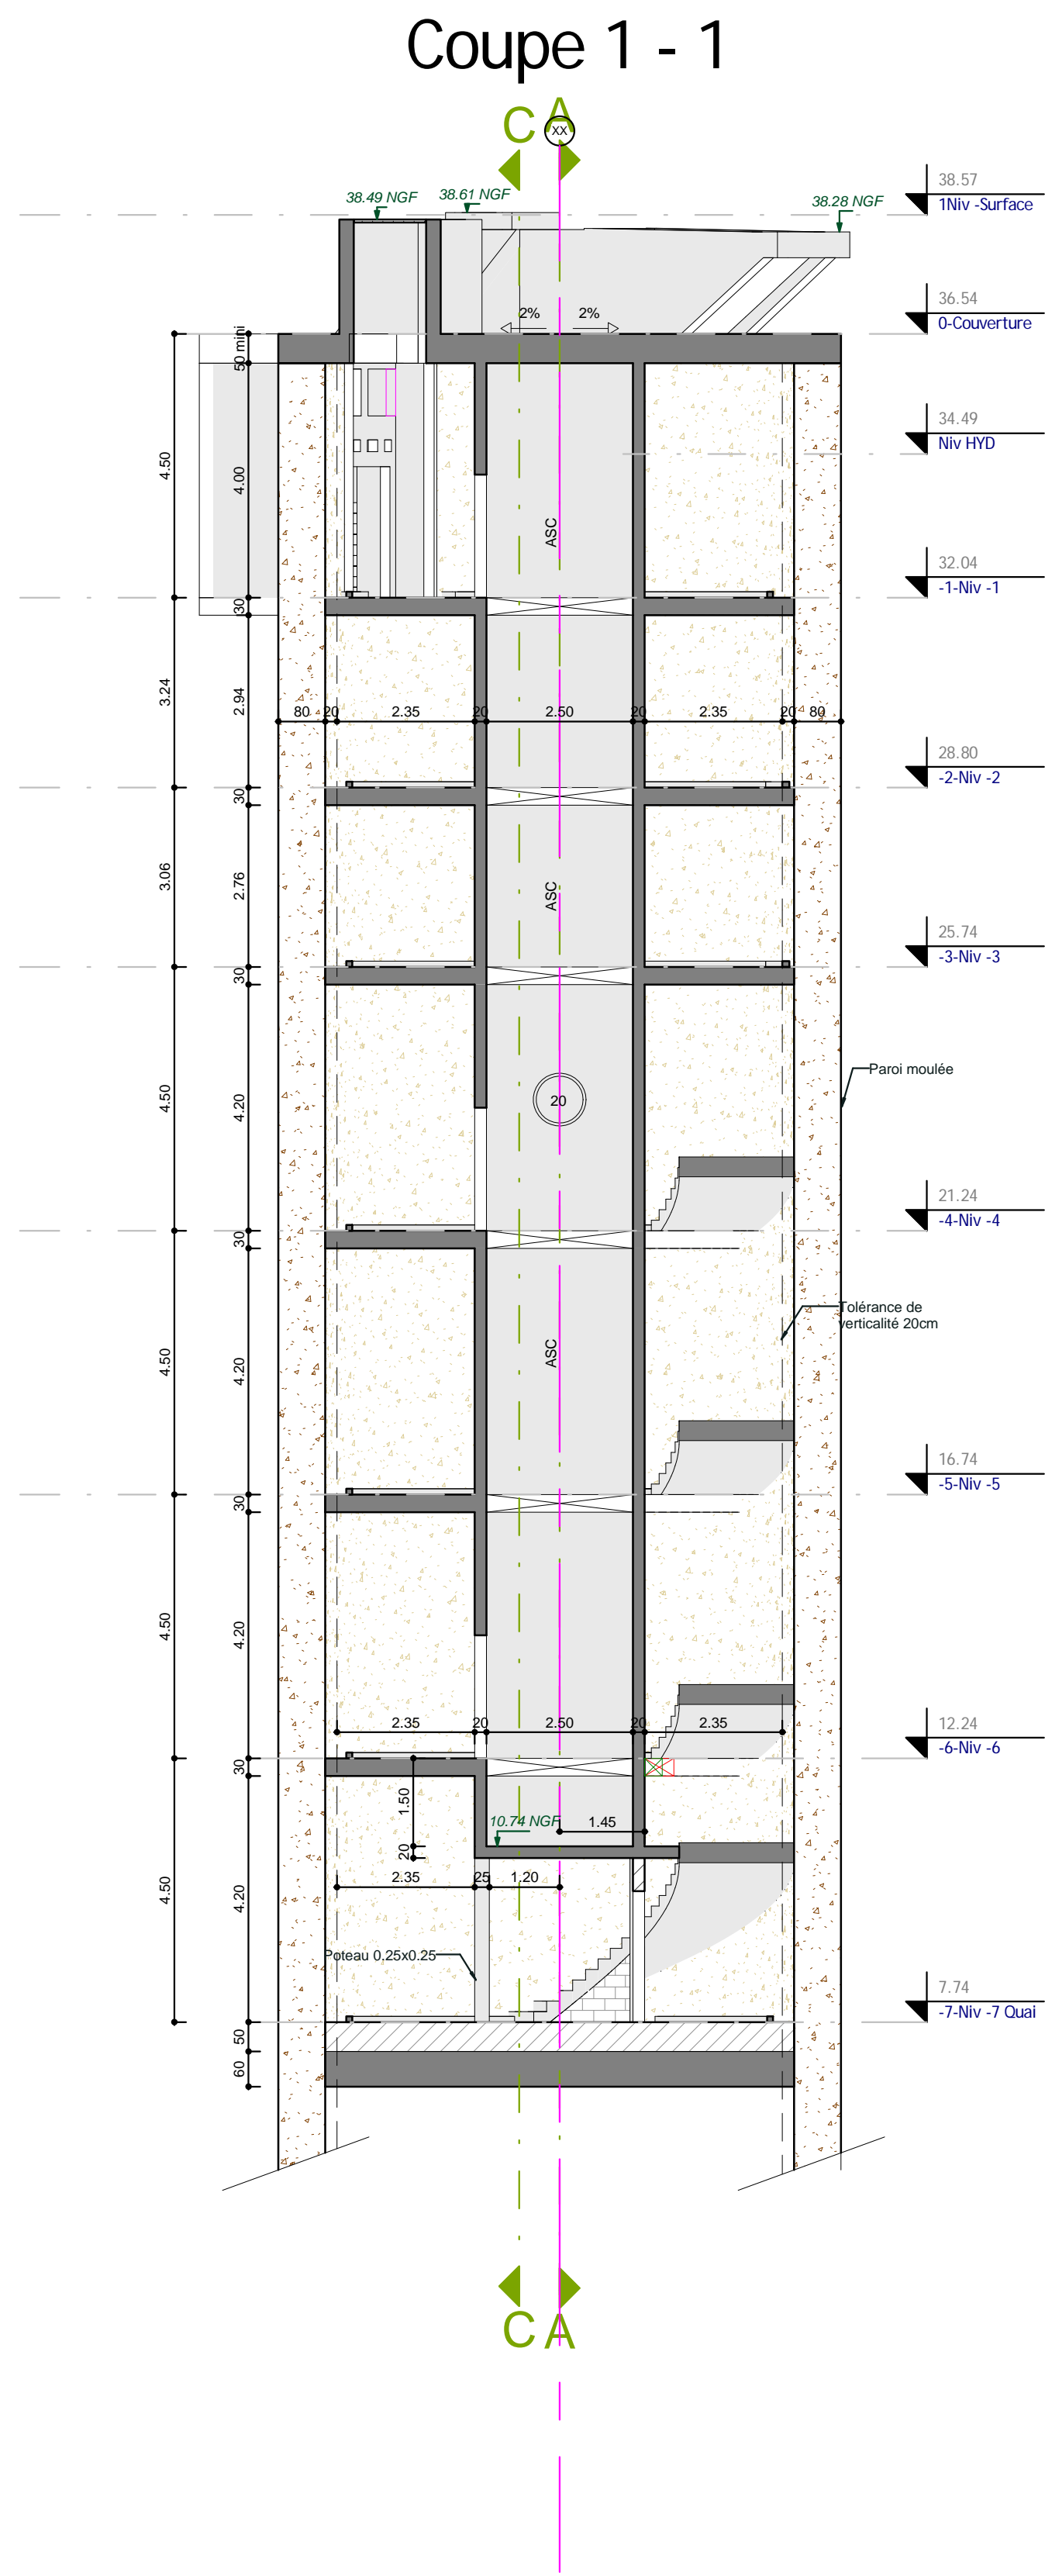 Coupe 1 - 1
C A
XX
38.49 NGF
38.61 NGF
38.28 NGF
38.57
1Niv -Surface
2% 2%
36.54
0-Couverture
50 mini
34.49
Niv HYD
4.50
4.00
ASC
32.04
-1-Niv -1
30
3.24
2.94
80 20 2.35 20 2.50 20 2.35 20 80
28.80
-2-Niv -2
30
3.06
2.76
ASC
25.74
-3-Niv -3
30
Paroi moulée
4.50
4.20
20
21.24
-4-Niv -4
30
Tolérance de
verticalité 20cm
4.50
4.20
ASC
16.74
-5-Niv -5
30
4.50
4.20
2.35 20 2.50 20 2.35
12.24
-6-Niv -6
30
1.50
10.74 NGF
1.45
20
2.35 25 1.20
4.50
4.20
Poteau 0.25x0.25
7.74
-7-Niv -7 Quai
50
60
C A